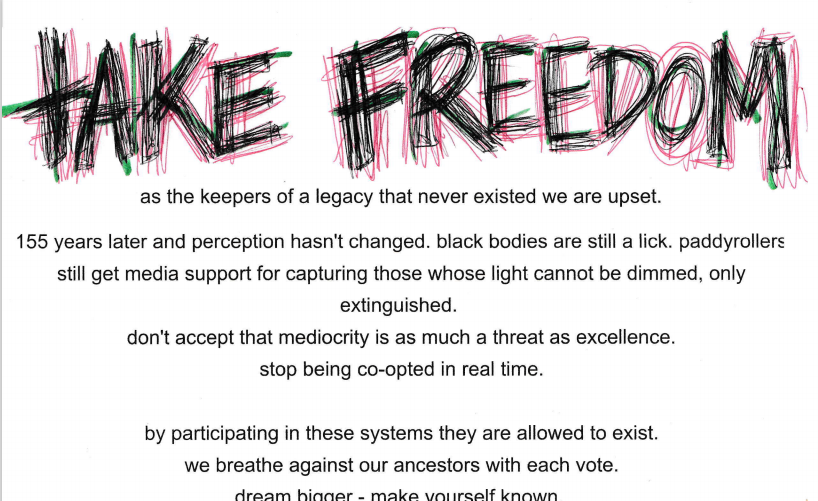 tAKE FREEDOM
as the keepers of a legacy that never existed we are upset.
155 years later and perception hasn't changed. black bodies are still a lick. paddyrollers
still get media support for capturing those whose light cannot be dimmed, only
extinguished.
don't accept that mediocrity is as much a threat as excellence.
stop being co-opted in real time.
by participating in these systems they are allowed to exist.
we breathe against our ancestors with each vote.
dream bigger - make yourself known.